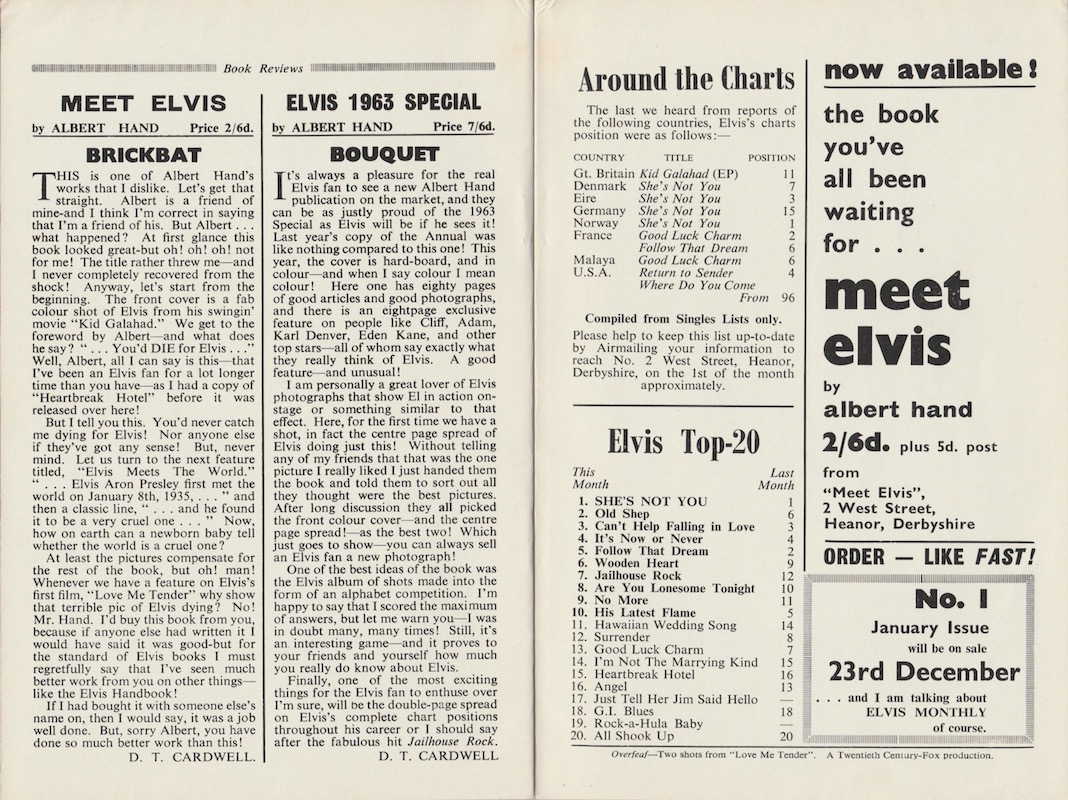 Book Reviews
MEET ELVIS
by ALBERT HAND Price 2/6d.
BRICKBAT
THIS is one of Albert Hand's
works that I dislike. Let's get that
straight. Albert is a friend of
mine-and I think I'm correct in saying
that I'm a friend of his. But Albert . . .
what happened? At first glance this
book looked great-but oh! oh! oh! not
for me! The title rather threw me—and
I never completely recovered from the
shock! Anyway, let's start from the
beginning. The front cover is a fab
colour shot of Elvis from his swingin'
movie "Kid Galahad." We get to the
foreword by Albert—and what does
he say? " . . . You'd DIE for Elvis . . ."
Well, Albert, all I can say is this—that
I've been an Elvis fan for a lot longer
time than you have—as I had a copy of
"Heartbreak Hotel" before it was
released over here!
But I tell you this. You'd never catch
me dying for Elvis! Nor anyone else
if they've got any sense! But, never
mind. Let us turn to the next feature
titled, "Elvis Meets The World."
" . . . Elvis Aron Presley first met the
world on January 8th, 1935, . . . " and
then a classic line, " . . . and he found
it to be a very cruel one . . . " Now,
how on earth can a newborn baby tell
whether the world is a cruel one?
At least the pictures compensate for
the rest of the book, but oh! man!
Whenever we have a feature on Elvis's
first film, "Love Me Tender" why show
that terrible pic of Elvis dying? No!
Mr. Hand. I'd buy this book from you,
because if anyone else had written it I
would have said it was good-but for
the standard of Elvis books I must
regretfully say that I've seen much
better work from you on other things—
like the Elvis Handbook!
If I had bought it with someone else's
name on, then I would say, it was a job
well done. But, sorry Albert, you have
done so much better work than this!
D. T. CARDWELL.
ELVIS 1963 SPECIAL
by ALBERT HAND Price 7/6d.
BOUQUET
It's always a pleasure for the real
Elvis fan to see a new Albert Hand
publication on the market, and they
can be as justly proud of the 1963
Special as Elvis will be if he sees it!
Last year's copy of the Annual was
like nothing compared to this one! This
year, the cover is hard-board, and in
colour—and when I say colour I mean
colour! Here one has eighty pages
of good articles and good photographs,
and there is an eightpage exclusive
feature on people like Cliff, Adam,
Karl Denver, Eden Kane, and other
top stars—all of whom say exactly what
they really think of Elvis. A good
feature—and unusual!
I am personally a great lover of Elvis
photographs that show El in action on-
stage or something similar to that
effect. Here, for the first time we have a
shot, in fact the centre page spread of
Elvis doing just this! Without telling
any of my friends that that was the one
picture I really liked I just handed them
the book and told them to sort out all
they thought were the best pictures.
After long discussion they all picked
the front colour cover—and the centre
page spread!—as the best two! Which
just goes to show—you can always sell
an Elvis fan a new photograph!
One of the best ideas of the book was
the Elvis album of shots made into the
form of an alphabet competition. I'm
happy to say that I scored the maximum
of answers, but let me warn you—I was
in doubt many, many times! Still, it's
an interesting game—and it proves to
your friends and yourself how much
you really do know about Elvis.
Finally, one of the most exciting
things for the Elvis fan to enthuse over
I'm sure, will be the double-page spread
on Elvis's complete chart positions
throughout his career or I should say
after the fabulous hit Jailhouse Rock.
D. T. CARDWELL.
Around the Charts
The last we heard from reports of
the following countries, Elvis's charts
position were as follows:—
COUNTRY TITLE POSITION
Gt. Britain Kid Galahad (EP) 11
Denmark She's Not You 7
Eire She's Not You 3
Germany She's Not You 15
Norway She's Not You 1
France Good Luck Charm 2
Follow That Dream 6
Malaya Good Luck Charm 6
U.S.A. Return to Sender 4
Where Do You Come
From 96
Compiled from Singles Lists only.
Please help to keep this list up-to-date
by Airmailing your information to
reach No. 2 West Street, Heanor,
Derbyshire, on the 1st of the month
approximately.
Elvis Top-20
This Last
Month Month
1. SHE'S NOT YOU 1
2. Old Shep 6
3. Can't Help Falling in Love 3
4. It's Now or Never 4
5. Follow That Dream 2
6. Wooden Heart 9
7. Jailhouse Rock 12
8. Are You Lonesome Tonight 10
9. No More 11
10. His Latest Flame 5
11. Hawaiian Wedding Song 14
12. Surrender 8
13. Good Luck Charm 7
14. I'm Not The Marrying Kind 15
15. Heartbreak Hotel 16
16. Angel 13
17. Just Tell Her Jim Said Hello —
18. G.I. Blues 18
19. Rock-a-Hula Baby —
20. All Shook Up 20
now available!
the book
you've
all been
waiting
for . . .
meet
elvis
by
albert hand
2/6d. plus 5d. post
from
"Meet Elvis",
2 West Street,
Heanor, Derbyshire
ORDER — LIKE FAST!
No. 1
January Issue
will be on sale
23rd December
. . . and I am talking about
ELVIS MONTHLY
of course.
Overleaf—Two shots from "Love Me Tender". A Twentieth Century-Fox production.